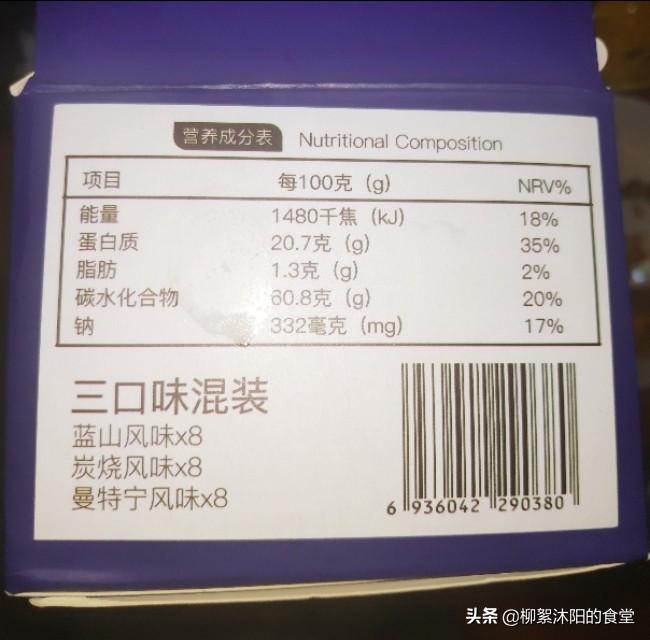 营养成分表 Nutritional Composition
项目 每100克（g） NRV%
能量 1480千焦（kJ） 18%
蛋白质 20.7克（g） 35%
脂肪 1.3克（g） 2%
碳水化合物 60.8克（g） 20%
钠 332毫克（mg） 17%
三口味混装
蓝山风味x8
炭烧风味x8
曼特宁风味x8
6 936042 290380
头条 @柳絮沐阳的食堂